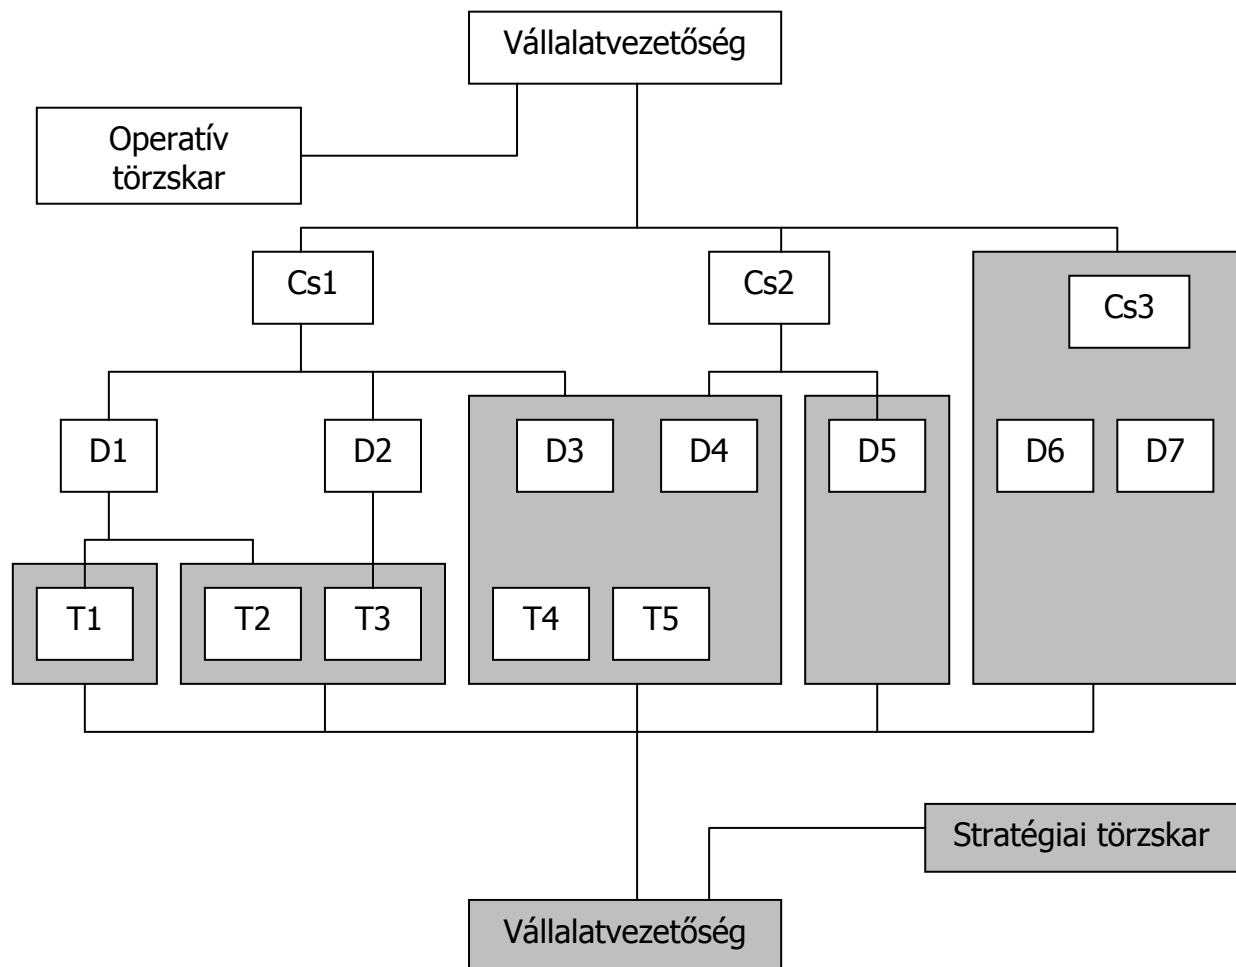 Vállalatvezetőség
Operatív
törzskar
Cs1
Cs2
Cs3
D1
D2
D3
D4
D5
D6
D7
T1
T2
T3
T4
T5
Stratégiai törzskar
Vállalatvezetőség